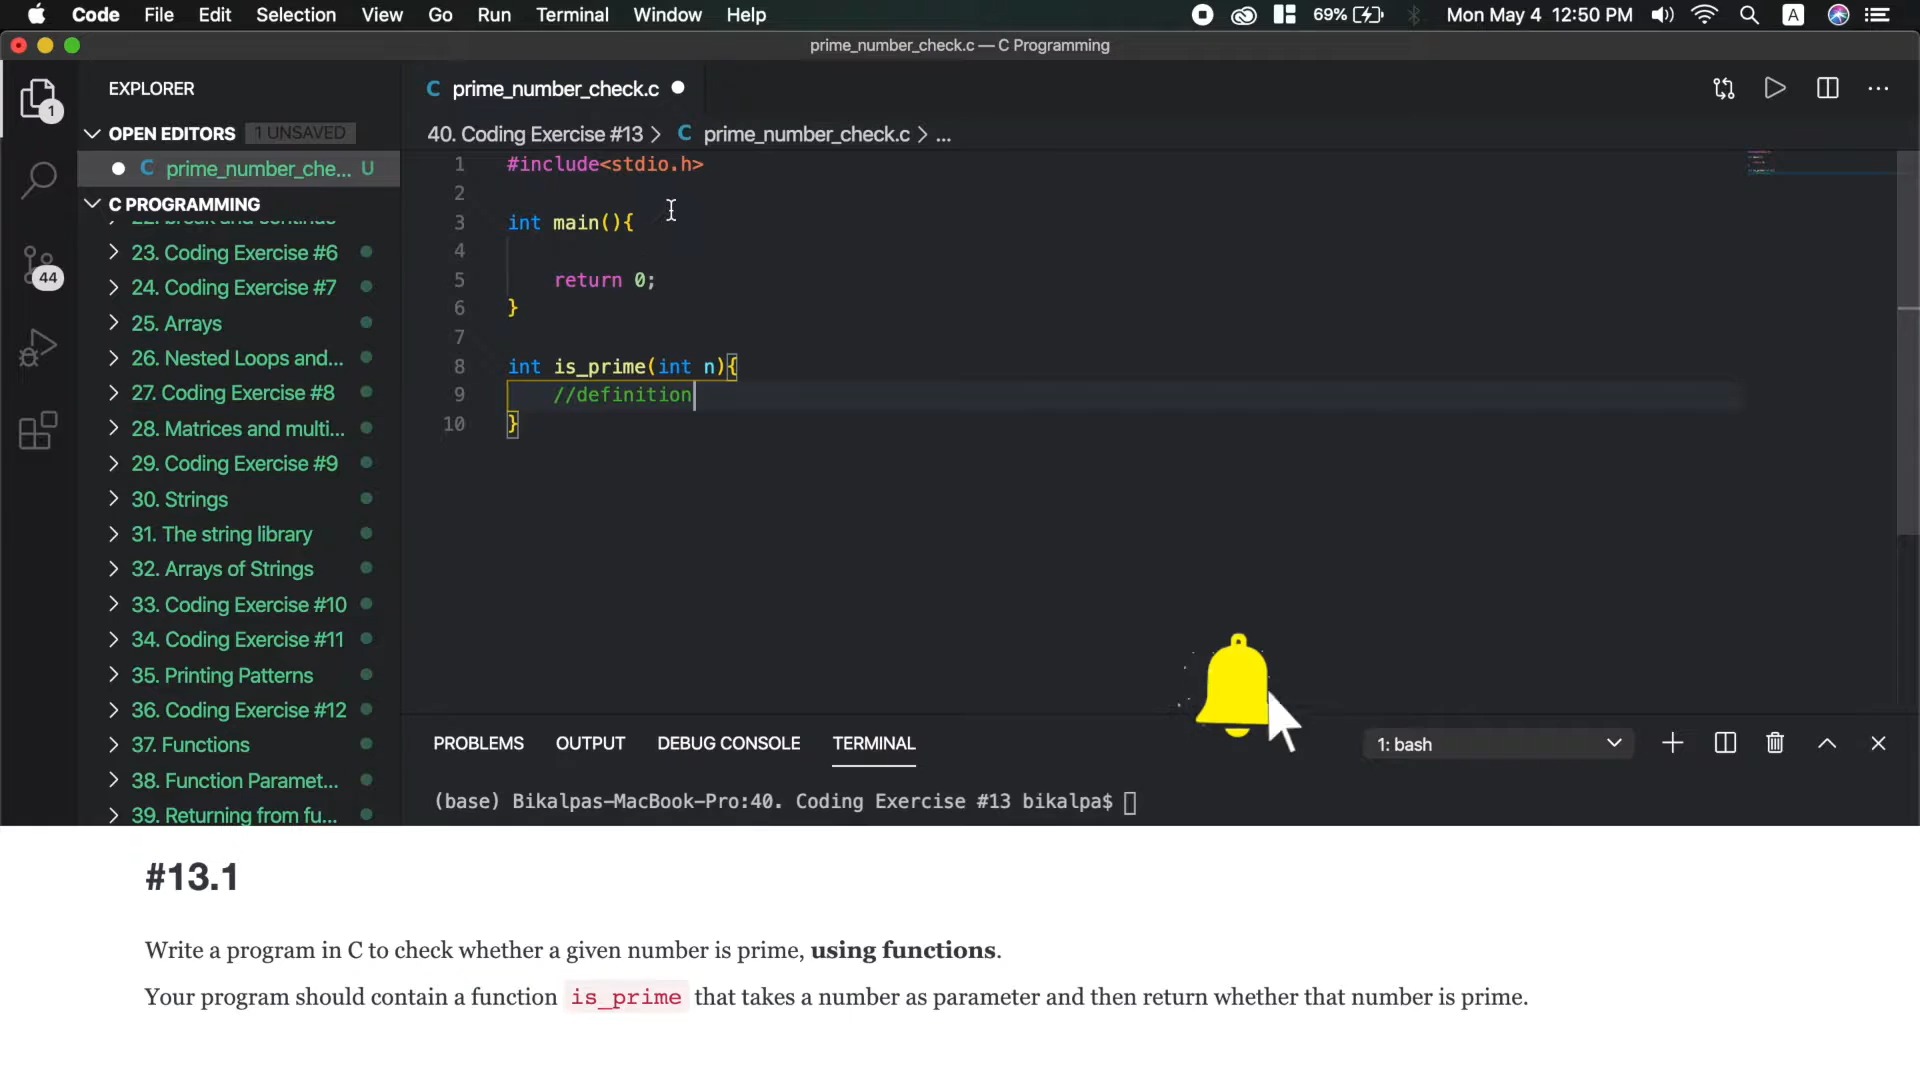 Code File Edit Selection View Go Run Terminal Window Help 69% Mon May 4 12:50 PM A
prime_number_check.c — C Programming
EXPLORER
C prime_number_check.c
1
OPEN EDITORS 1 UNSAVED
40. Coding Exercise #13 > C prime_number_check.c > ...
C prime_number_che... U
C PROGRAMMING
22. break and continue
23. Coding Exercise #6
24. Coding Exercise #7
44
25. Arrays
26. Nested Loops and...
27. Coding Exercise #8
28. Matrices and multi...
29. Coding Exercise #9
30. Strings
31. The string library
32. Arrays of Strings
33. Coding Exercise #10
34. Coding Exercise #11
35. Printing Patterns
36. Coding Exercise #12
37. Functions
38. Function Paramet...
39. Returning from fu...
1 #include<stdio.h>
2
3 int main(){
4
5 return 0;
6 }
7
8 int is_prime(int n){
9 //definition
10 }
PROBLEMS OUTPUT DEBUG CONSOLE TERMINAL 1: bash
(base) Bikalpas-MacBook-Pro:40. Coding Exercise #13 bikalpa$
#13.1
Write a program in C to check whether a given number is prime, using functions.
Your program should contain a function is_prime that takes a number as parameter and then return whether that number is prime.